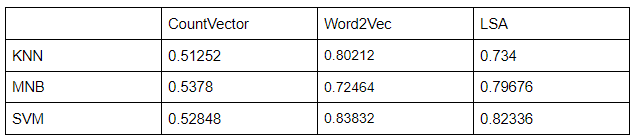 CountVector Word2Vec LSA
KNN 0.51252 0.80212 0.734
MNB 0.5378 0.72464 0.79676
SVM 0.52848 0.83832 0.82336